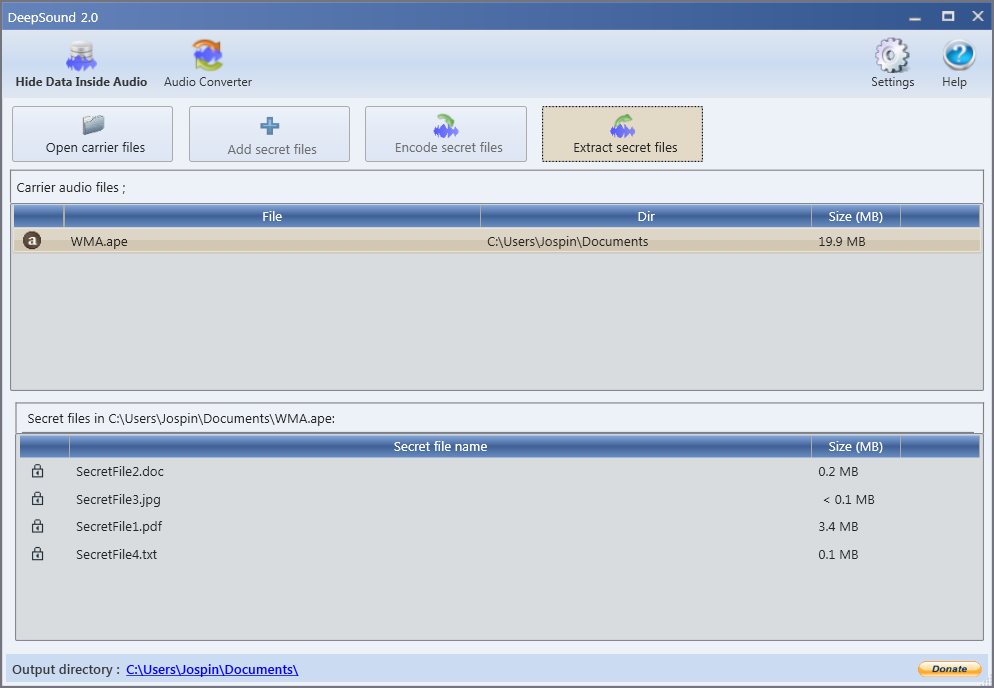 DeepSound 2.0
Hide Data Inside Audio Audio Converter Settings Help
Open carrier files Add secret files Encode secret files Extract secret files
Carrier audio files ;
File Dir Size (MB)
a WMA.ape C:\Users\Jospin\Documents 19.9 MB
Secret files in C:\Users\Jospin\Documents\WMA.ape:
Secret file name Size (MB)
SecretFile2.doc 0.2 MB
SecretFile3.jpg < 0.1 MB
SecretFile1.pdf 3.4 MB
SecretFile4.txt 0.1 MB
Output directory : C:\Users\Jospin\Documents\ Donate